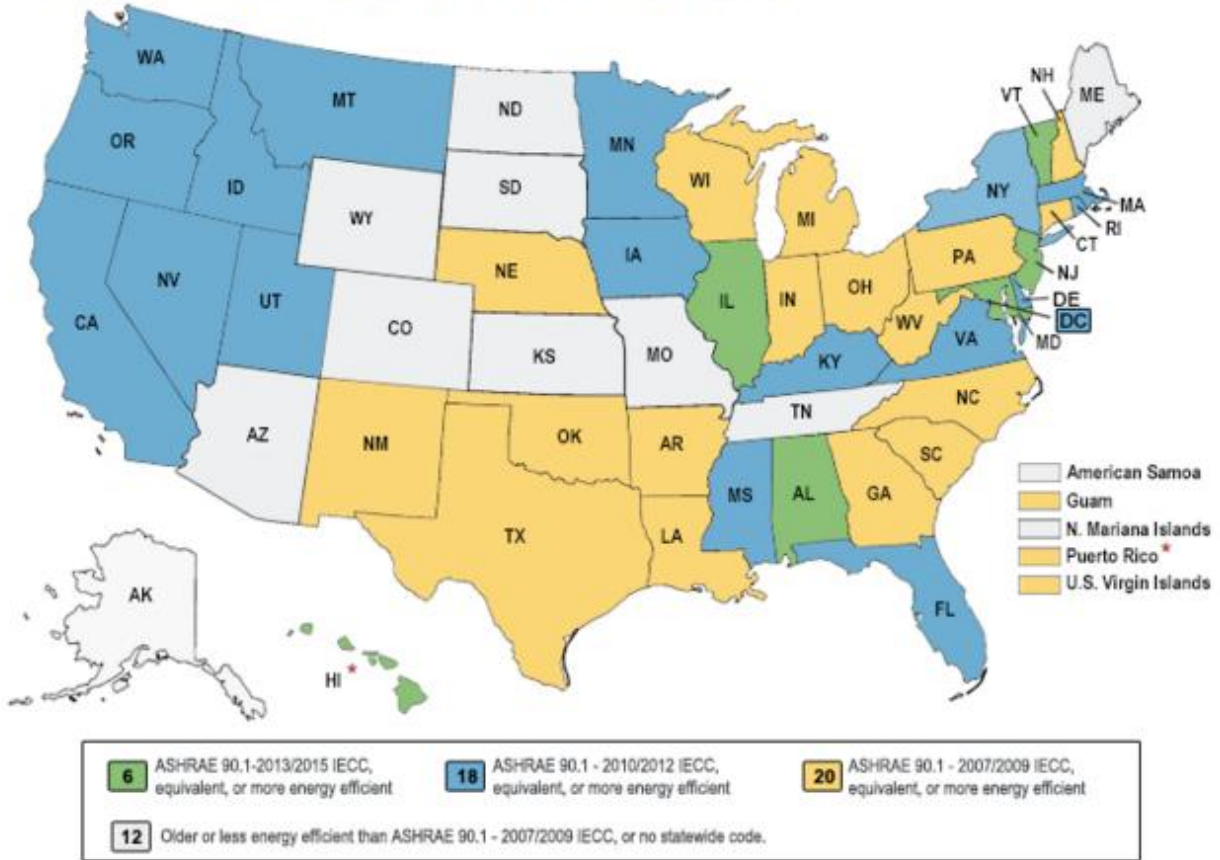 WA
MT
ND
MN
OR
ID
SD
WY
WI
MI
NH
VT
ME
NY
MA
RI
CT
NV
UT
CA
CO
NE
IA
IL
IN
OH
PA
NJ
DE
DC
MD
WV
VA
KS
MO
KY
TN
NC
SC
AZ
NM
OK
AR
TX
LA
MS
AL
GA
FL
AK
HI *
American Samoa
Guam
N. Mariana Islands
Puerto Rico *
U.S. Virgin Islands
6 ASHRAE 90.1-2013/2015 IECC,
equivalent, or more energy efficient
18 ASHRAE 90.1 - 2010/2012 IECC,
equivalent, or more energy efficient
20 ASHRAE 90.1 - 2007/2009 IECC,
equivalent, or more energy efficient
12 Older or less energy efficient than ASHRAE 90.1 - 2007/2009 IECC, or no statewide code.